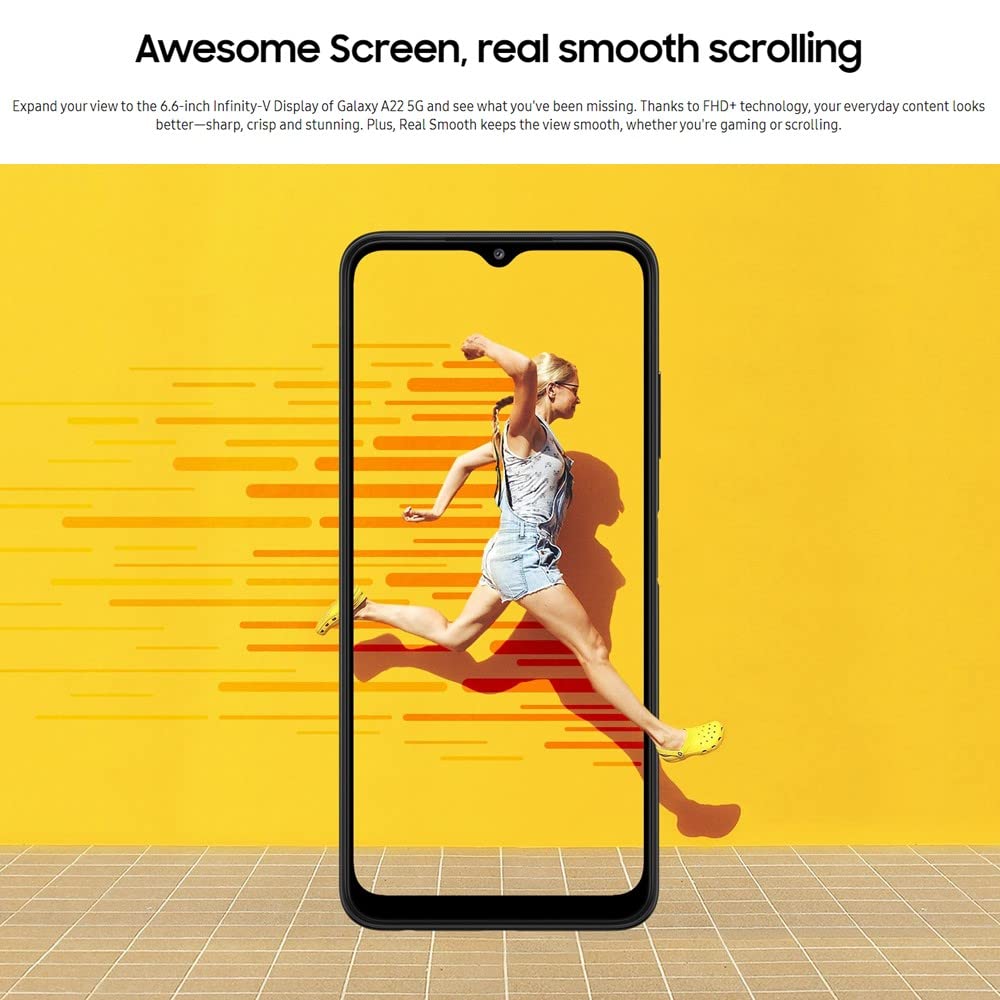 Awesome Screen, real smooth scrolling
Expand your view to the 6.6-inch Infinity-V Display of Galaxy A22 5G and see what you've been missing. Thanks to FHD+ technology, your everyday content looks
better—sharp, crisp and stunning. Plus, Real Smooth keeps the view smooth, whether you're gaming or scrolling.